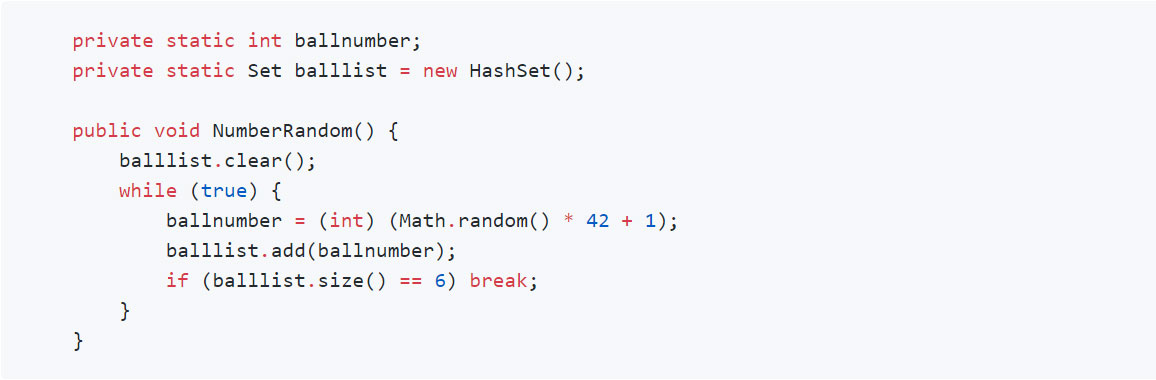 private static int ballnumber;
private static Set balllist = new HashSet();
public void NumberRandom() {
balllist.clear();
while (true) {
ballnumber = (int) (Math.random() * 42 + 1);
balllist.add(ballnumber);
if (balllist.size() == 6) break;
}
}